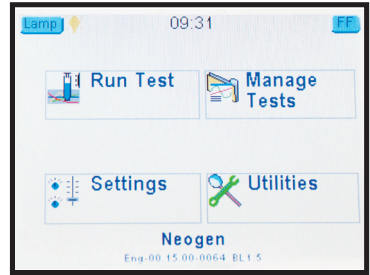 Lamp 09:31 FF
Run Test Manage Tests
Settings Utilities
Neogen
Eng-00.15.00-0064 BL1.5